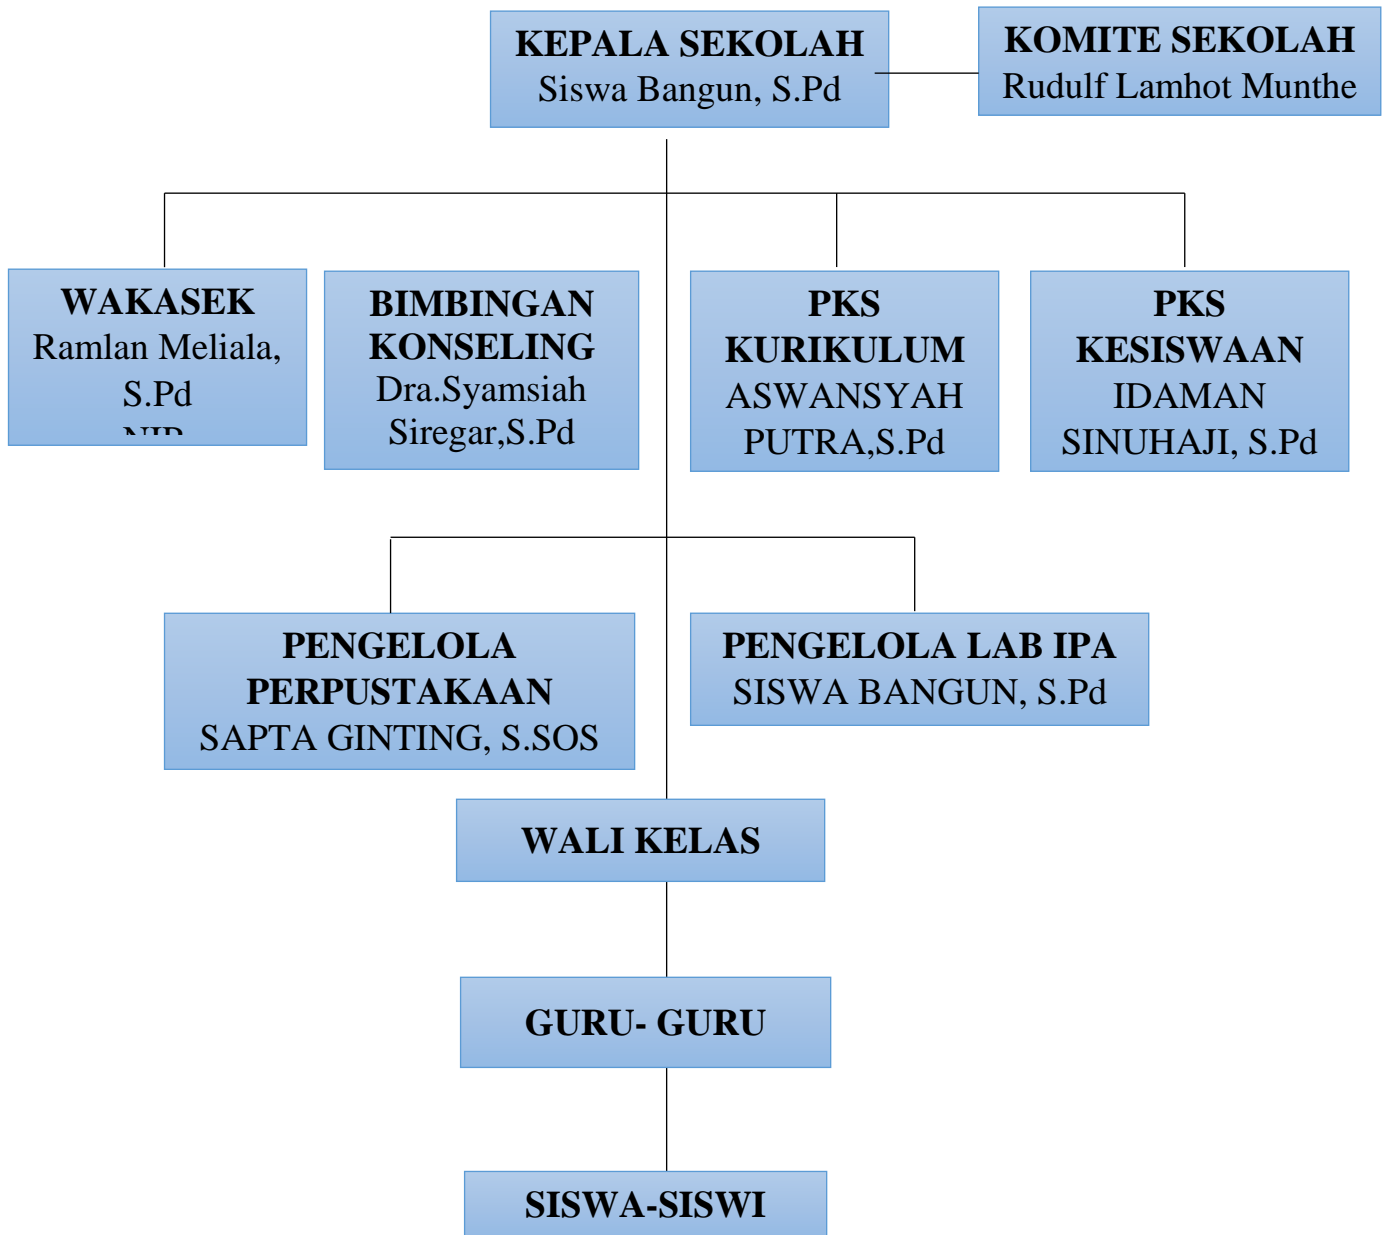 KEPALA SEKOLAH
Siswa Bangun, S.Pd
KOMITE SEKOLAH
Rudulf Lamhot Munthe
WAKASEK
Ramlan Meliala,
S.Pd
BIMBINGAN
KONSELING
Dra.Syamsiah
Siregar,S.Pd
PKS
KURIKULUM
ASWANSYAH
PUTRA,S.Pd
PKS
KESISWAAN
IDAMAN
SINUHAJI, S.Pd
PENGELOLA
PERPUSTAKAAN
SAPTA GINTING, S.SOS
PENGELOLA LAB IPA
SISWA BANGUN, S.Pd
WALI KELAS
GURU- GURU
SISWA-SISWI